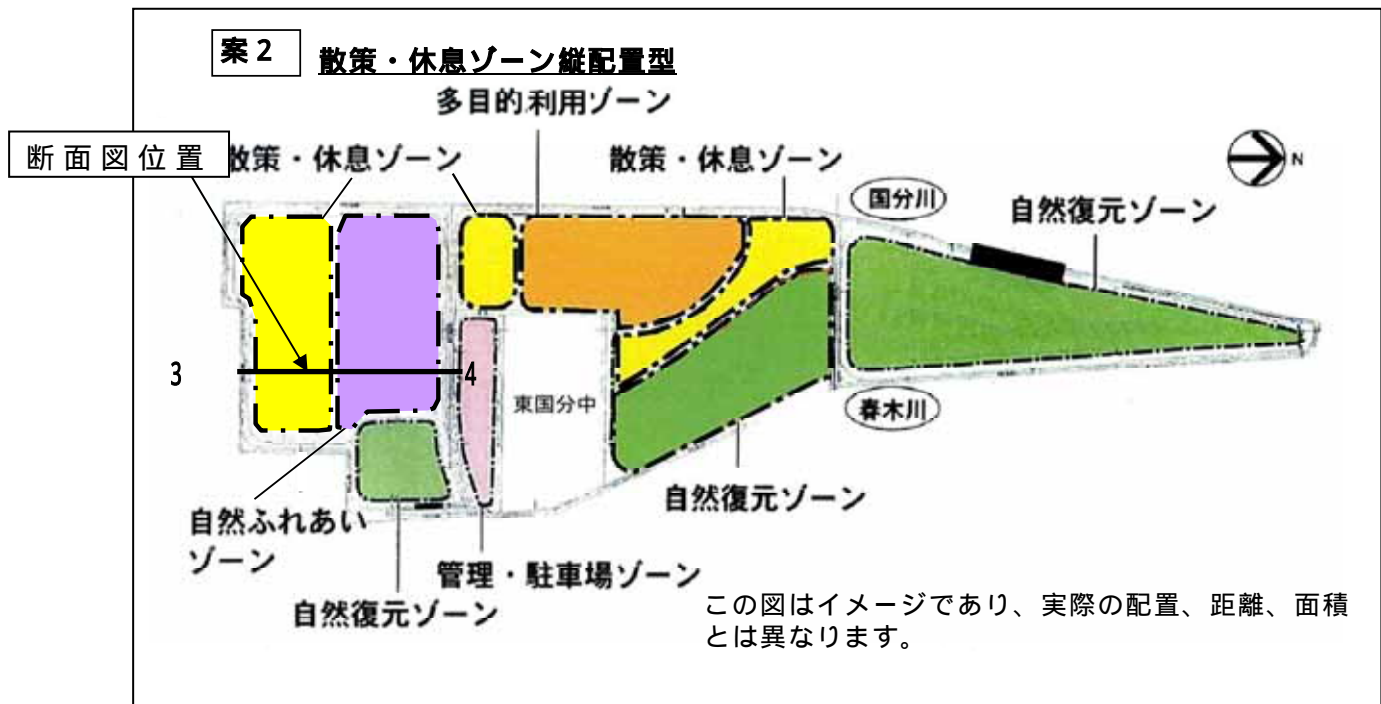 案２
散策・休息ゾーン縦配置型
多目的利用ゾーン
断面図位置
散策・休息ゾーン
散策・休息ゾーン
国分川
N
自然復元ゾーン
3
4
東国分中
春木川
自然復元ゾーン
自然ふれあい
ゾーン
管理・駐車場ゾーン
自然復元ゾーン
この図はイメージであり、実際の配置、距離、面積
とは異なります。